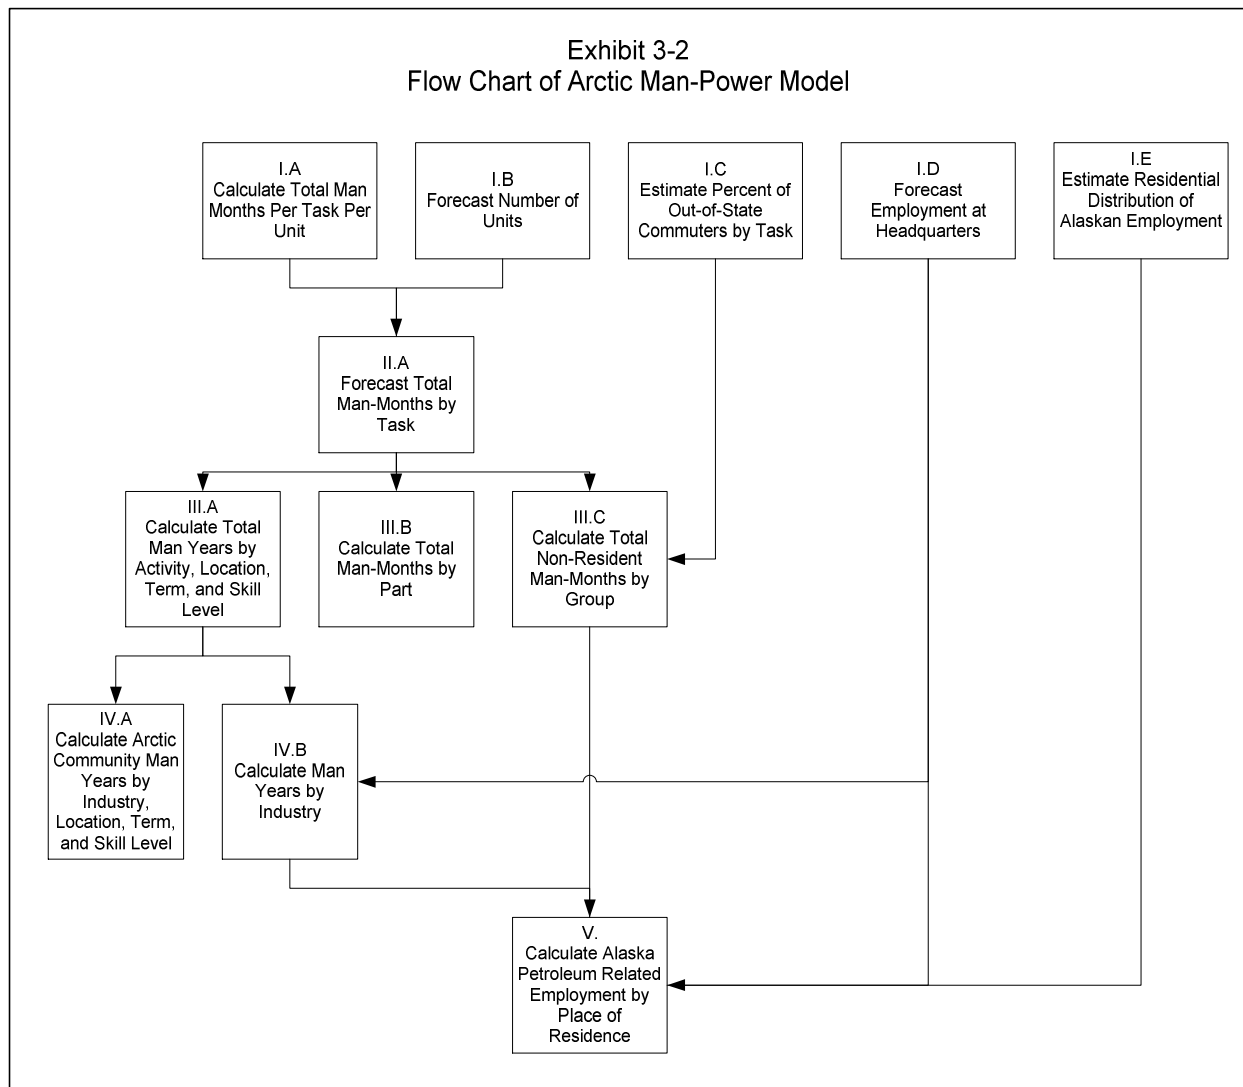 Exhibit 3-2
Flow Chart of Arctic Man-Power Model
I.A
Calculate Total Man
Months Per Task Per
Unit
I.B
Forecast Number of
Units
I.C
Estimate Percent of
Out-of-State
Commuters by Task
I.D
Forecast
Employment at
Headquarters
I.E
Estimate Residential
Distribution of
Alaskan Employment
II.A
Forecast Total
Man-Months by
Task
III.A
Calculate Total
Man Years by
Activity, Location,
Term, and Skill
Level
III.B
Calculate Total
Man-Months by
Part
III.C
Calculate Total
Non-Resident
Man-Months by
Group
IV.A
Calculate Arctic
Community Man
Years by
Industry,
Location, Term,
and Skill Level
IV.B
Calculate Man
Years by
Industry
V.
Calculate Alaska
Petroleum Related
Employment by
Place of
Residence